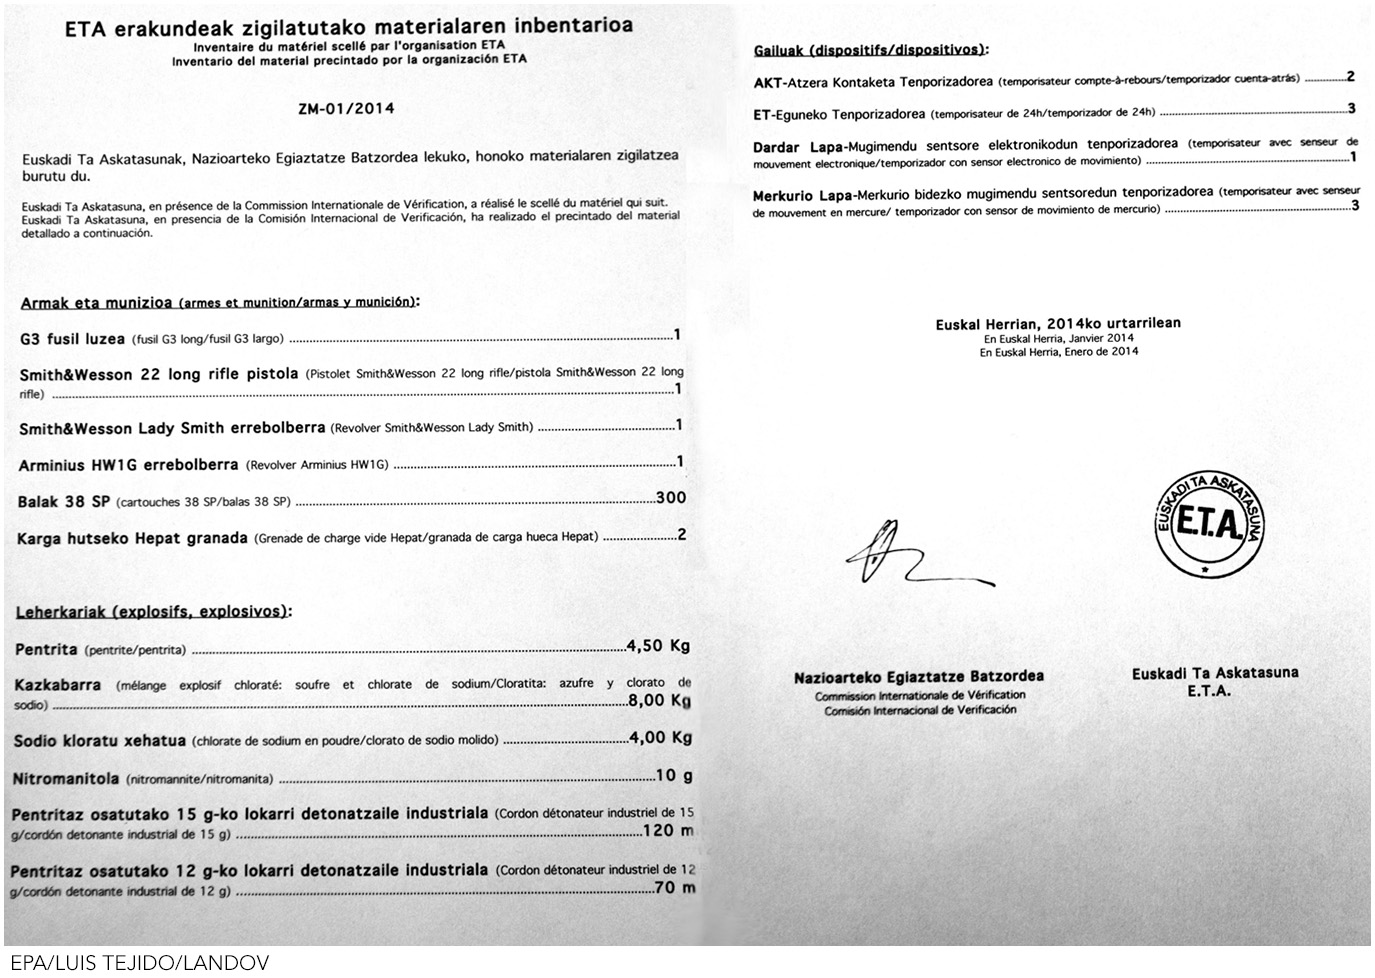 ETA erakundeak zigilatutako materialaren inbentarioa
Inventaire du matériel scellé par l'organisation ETA
Inventario del material precintado por la organización ETA
ZM-01/2014
Euskadi Ta Askatasunak, Nazioarteko Egiaztatze Batzordea lekuko, honoko materialaren zigilatzea
burutu du.
Euskadi Ta Askatasuna, en présence de la Commission Internationale de Vérification, a réalisé le scellé du matériel qui suit.
Euskadi Ta Askatasuna, en presencia de la Comisión Internacional de Verificación, ha realizado el precintado del material
detallado a continuación.
Armak eta munizioa (armes et munition/armas y munición):
G3 fusil luzea (fusil G3 long/fusil G3 largo) ....................1
Smith&Wesson 22 long rifle pistola (Pistolet Smith&Wesson 22 long rifle/pistola Smith&Wesson 22 long
rifle) ....................1
Smith&Wesson Lady Smith errebolberra (Revolver Smith&Wesson Lady Smith) ....................1
Arminius HW1G errebolberra (Revolver Arminius HW1G) ....................1
Balak 38 SP (cartouches 38 SP/balas 38 SP) ....................300
Karga hutseko Hepat granada (Grenade de charge vide Hepat/granada de carga hueca Hepat) ....................2
Leherkariak (explosifs, explosivos):
Pentrita (pentrite/pentrita) ....................4,50 Kg
Kazkabarra (mélange explosif chloraté: soufre et chlorate de sodium/Cloratita: azufre y clorato de
sodio) ....................8,00 Kg
Sodio kloratu xehatua (chlorate de sodium en poudre/clorato de sodio molido) ....................4,00 Kg
Nitromanitola (nitromannite/nitromanita) ....................10 g
Pentritaz osatutako 15 g-ko lokarri detonatzaile industriala (Cordon détonateur industriel de 15
g/cordón detonante industrial de 15 g) ....................120 m
Pentritaz osatutako 12 g-ko lokarri detonatzaile industriala (Cordon détonateur industriel de 12
g/cordón detonante industrial de 12 g) ....................70 m
Gailuak (dispositifs/dispositivos):
AKT-Atzera Kontaketa Tenporizadorea (temporisateur compte-à-rebours/temporizador cuenta-atrás) ....................2
ET-Eguneko Tenporizadorea (temporisateur de 24h/temporizador de 24h) ....................3
Dardar Lapa-Mugimendu sentsore elektronikodun tenporizadorea (temporisateur avec senseur de
mouvement electronique/temporizador con sensor electronico de movimiento) ....................1
Merkurio Lapa-Merkurio bidezko mugimendu sentsoredun tenporizadorea (temporisateur avec senseur
de mouvement en mercure/ temporizador con sensor de movimiento de mercurio) ....................3
Euskal Herrian, 2014ko urtarrilean
En Euskal Herria, Janvier 2014
En Euskal Herria, Enero de 2014
EUSKADI TA ASKATASUNA
E.T.A.
Nazioarteko Egiaztatze Batzordea
Commission Internationale de Vérification
Comisión Internacional de Verificación
Euskadi Ta Askatasuna
E.T.A.
EPA/LUIS TEJIDO/LANDOV